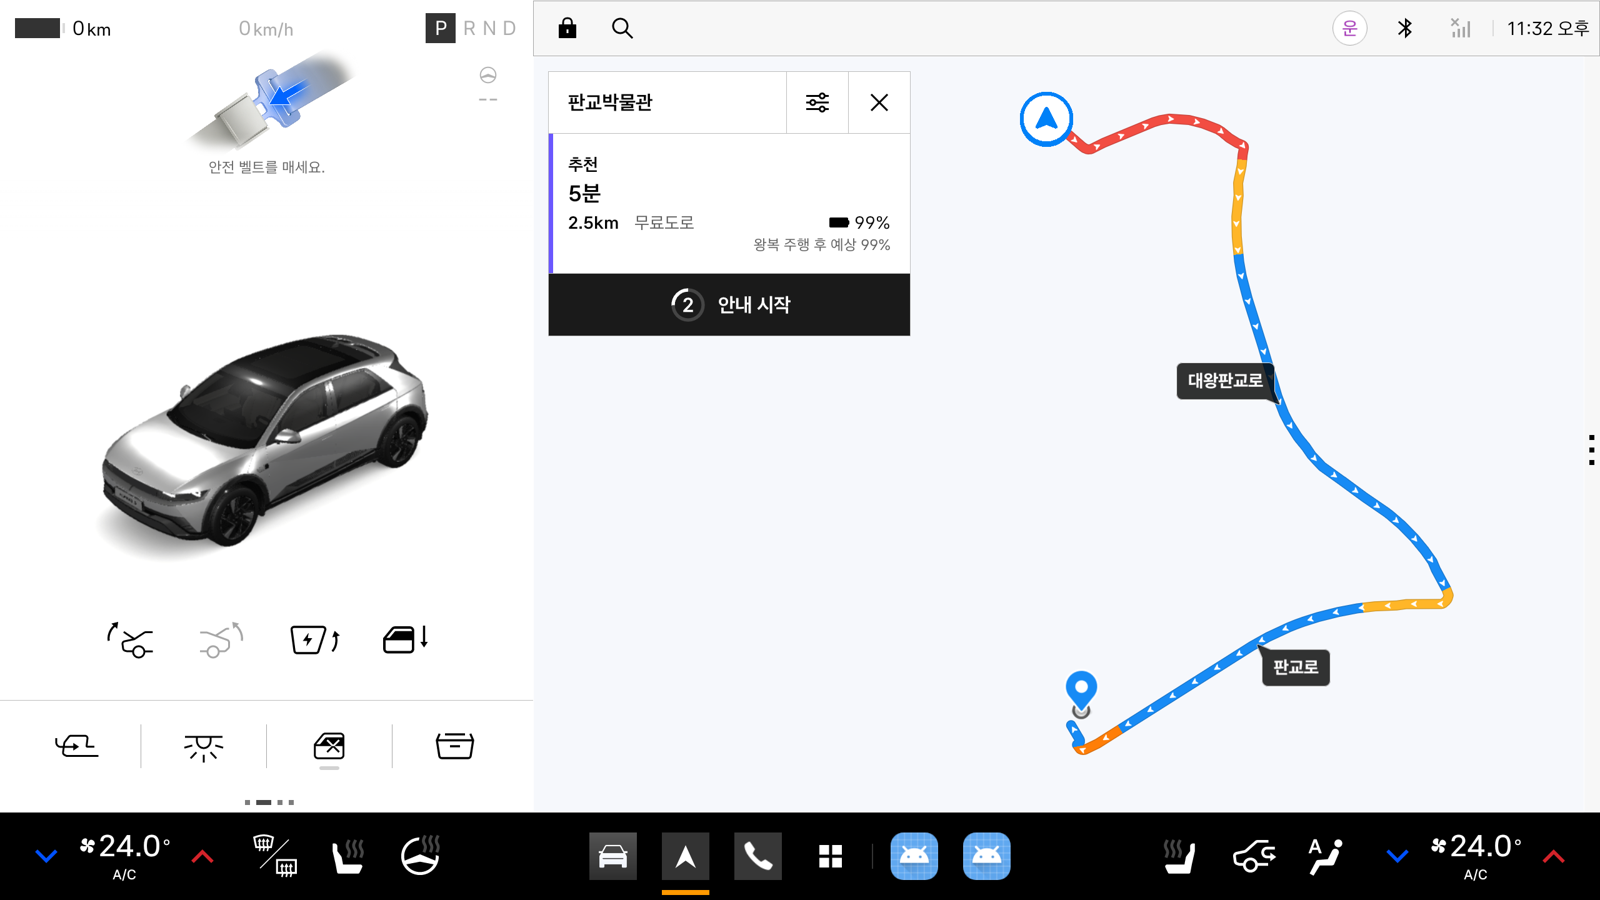 0km
0km/h
P R N D
--
안전 벨트를 매세요.
운
11:32 오후
판교박물관
추천
5분
2.5km 무료도로
99%
왕복 주행 후 예상 99%
2 안내 시작
대왕판교로
판교로
24.0°
A/C
A
24.0°
A/C